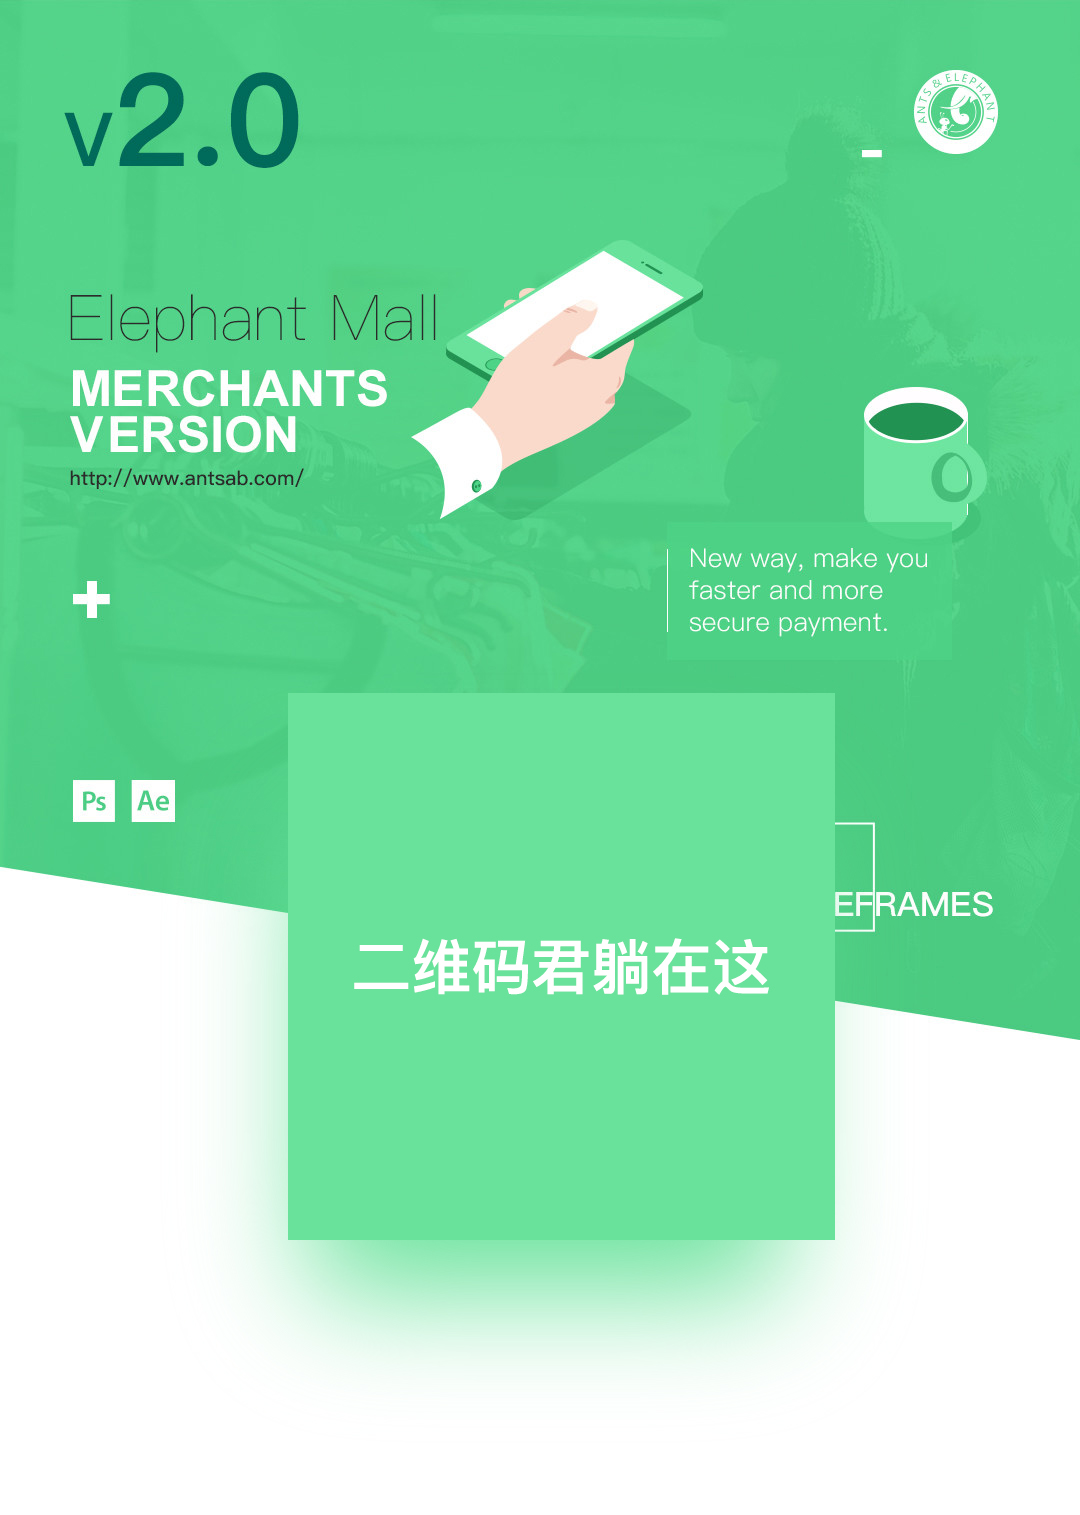 v2.0
ANTS & ELEPHANT
Elephant Mall
MERCHANTS
VERSION
http://www.antsab.com/
New way, make you
faster and more
secure payment.
Ps Ae
EFRAMES
二维码君躺在这